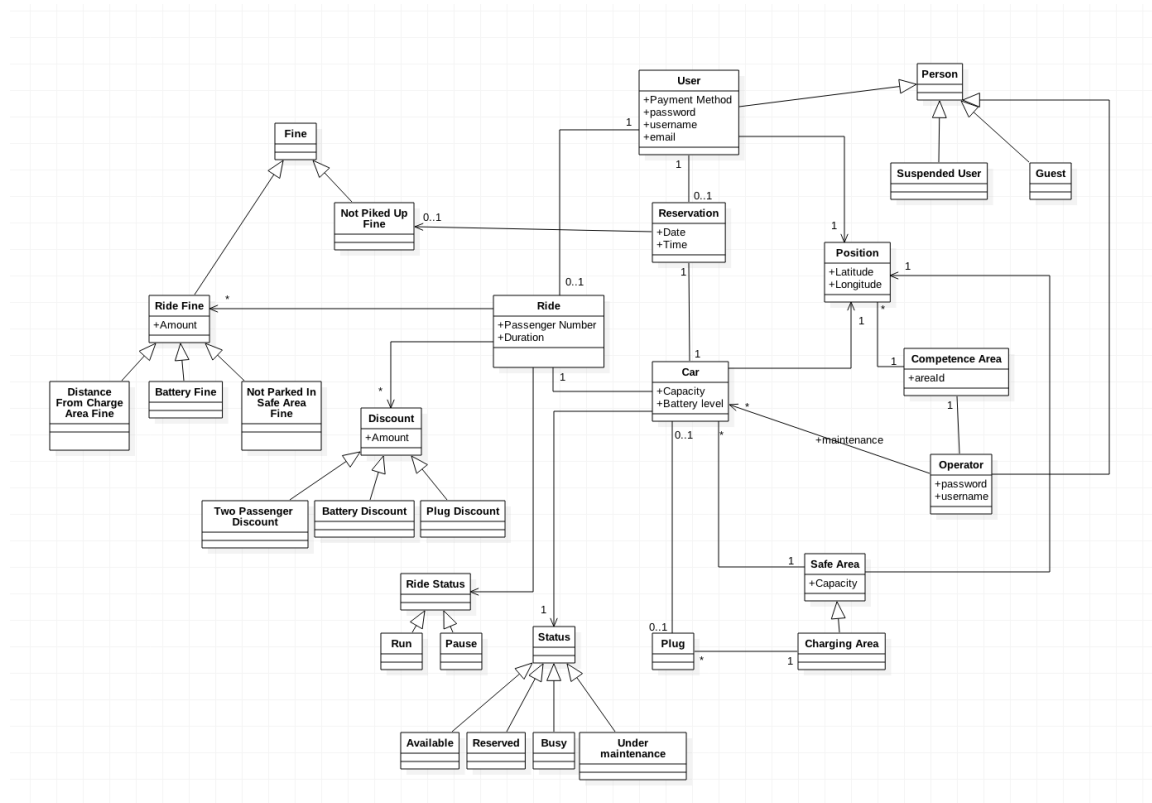 User
+Payment Method
+password
+username
+email
Person
Fine
1
Suspended User
Guest
1
0..1
Not Piked Up
Fine
0..1
Reservation
+Date
+Time
1
Position
+Latitude
+Longitude
1
1
0..1
*
Ride Fine
+Amount
Ride
+Passenger Number
+Duration
1
*
1
Competence Area
+areaId
1
1
*
1
Car
+Capacity
+Battery level
*
Distance
From Charge
Area Fine
Battery Fine
Not Parked In
Safe Area
Fine
Discount
+Amount
0..1
*
+maintenance
1
Operator
+password
+username
Two Passenger
Discount
Battery Discount
Plug Discount
1
Safe Area
+Capacity
Ride Status
1
0..1
Run
Pause
Status
Plug
*
1
Charging Area
Available
Reserved
Busy
Under
maintenance